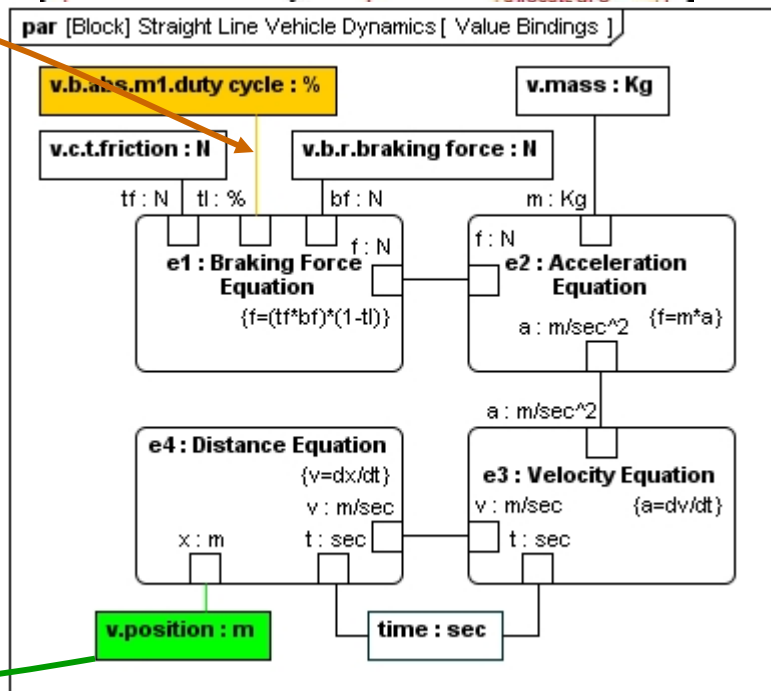 par [Block] Straight Line Vehicle Dynamics [ Value Bindings ]
v.b.abs.m1.duty cycle : %
v.mass : Kg
v.c.t.friction : N
v.b.r.braking force : N
tf : N
tl : %
bf : N
m : Kg
f : N
e1 : Braking Force
Equation
{f=(tf*bf)*(1-tl)}
f : N
e2 : Acceleration
Equation
{f=m*a}
a : m/sec^2
a : m/sec^2
e4 : Distance Equation
{v=dx/dt}
v : m/sec
x : m
t : sec
e3 : Velocity Equation
v : m/sec
{a=dv/dt}
t : sec
v.position : m
time : sec